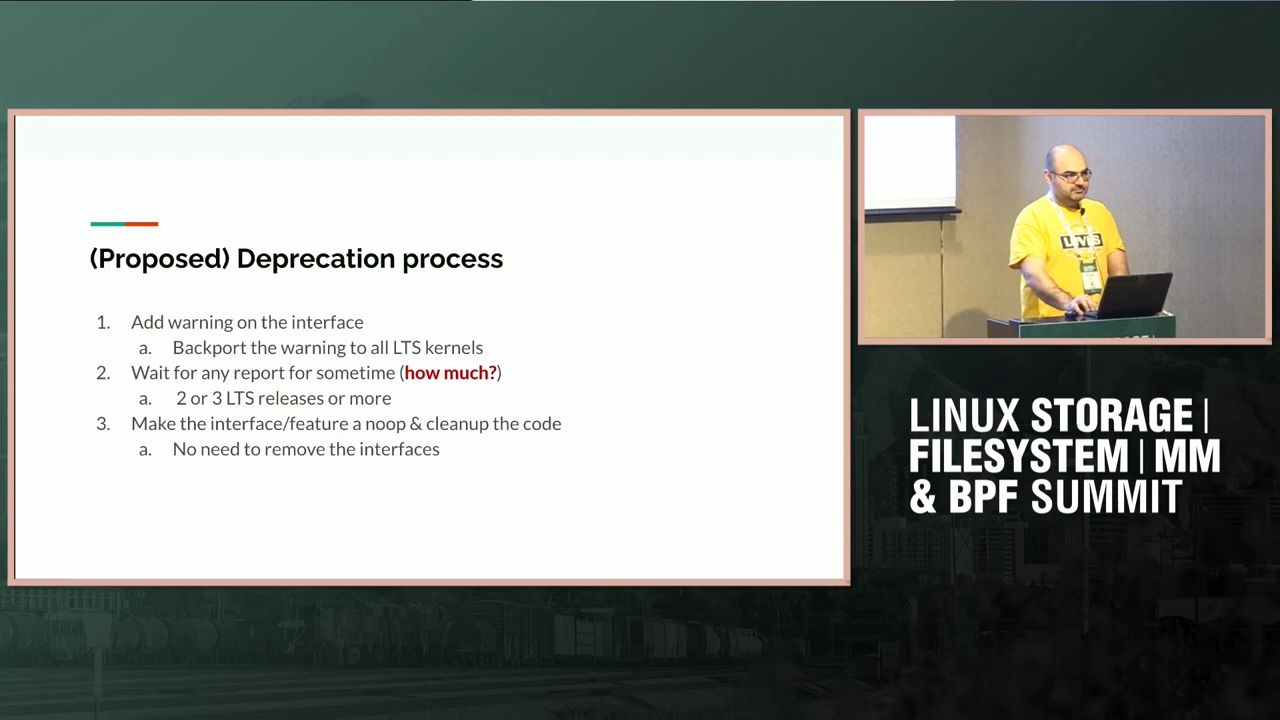 (Proposed) Deprecation process
1. Add warning on the interface
a. Backport the warning to all LTS kernels
2. Wait for any report for sometime (how much?)
a. 2 or 3 LTS releases or more
3. Make the interface/feature a noop & cleanup the code
a. No need to remove the interfaces
LINUX STORAGE |
FILESYSTEM | MM
& BPF SUMMIT